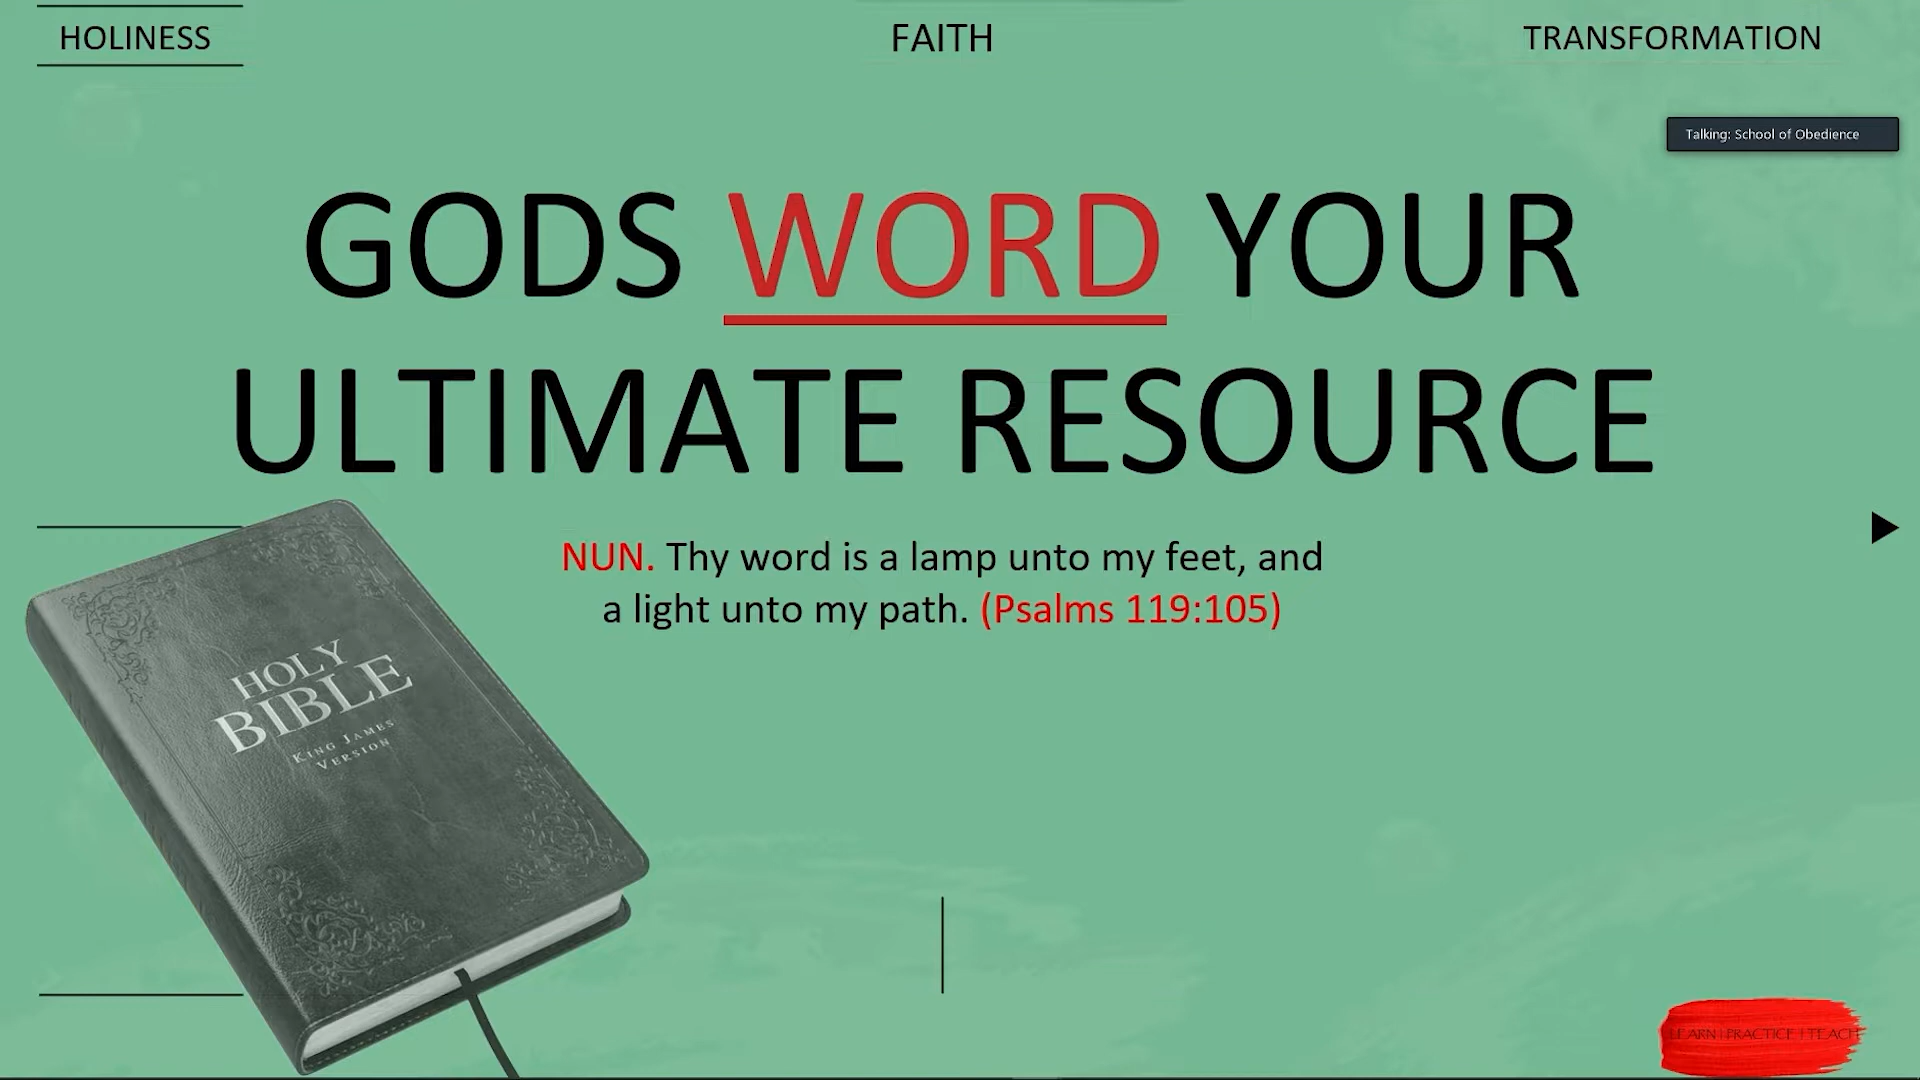 HOLINESS
FAITH
TRANSFORMATION
Talking: School of Obedience
GODS WORD YOUR
ULTIMATE RESOURCE
NUN. Thy word is a lamp unto my feet, and
a light unto my path. (Psalms 119:105)
HOLY
BIBLE
KING JAMES
VERSION
LEARN | PRACTICE | TEACH